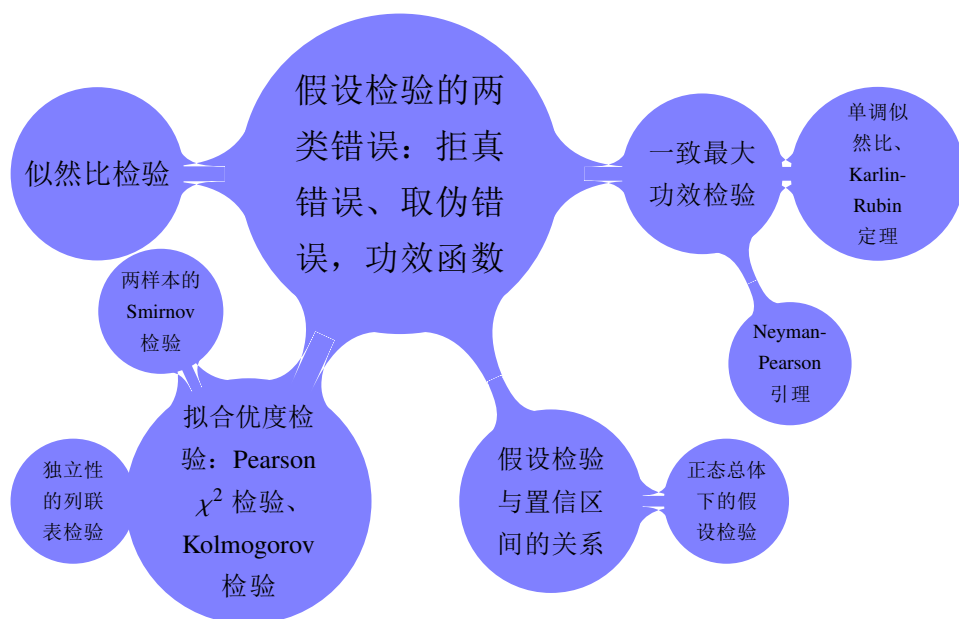 假设检验的两
类错误：拒真
错误、取伪错
误，功效函数
似然比检验
一致最大
功效检验
单调似
然比、
Karlin-
Rubin
定理
Neyman-
Pearson
引理
两样本的
Smirnov
检验
拟合优度检
验：Pearson
χ² 检验、
Kolmogorov
检验
独立性
的列联
表检验
假设检验
与置信区
间的关系
正态总体
下的假
设检验